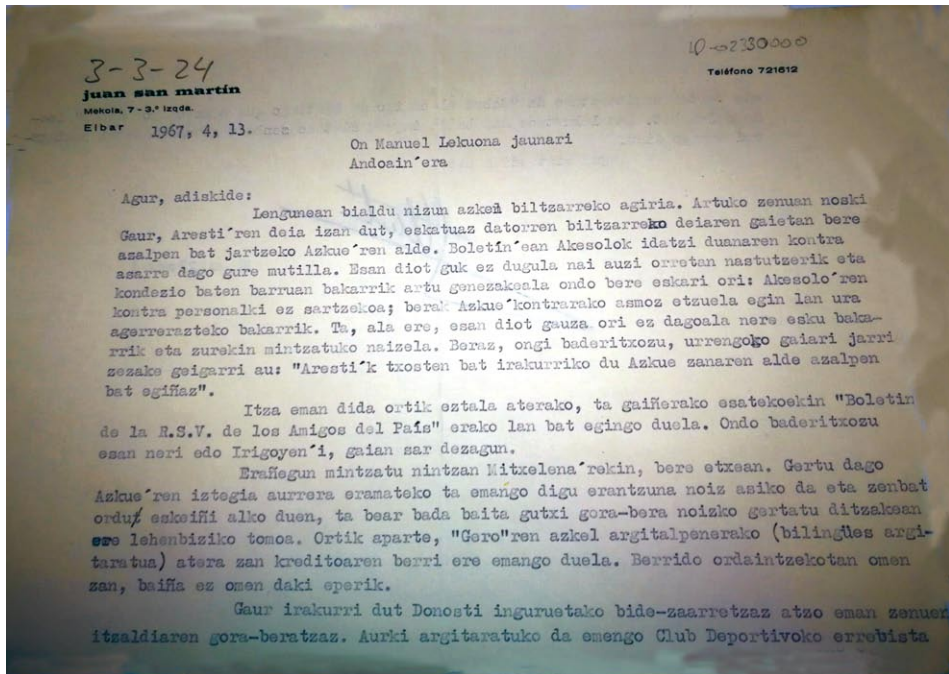 3-3-24
10-02330000
juan san martín
Teléfono 721612
Mekola, 7 - 3.º izqda.
Eibar 1967, 4, 13.
On Manuel Lekuona jaunari
Andoain´era
Agur, adiskide:
Lengunean bialdu nizun azken biltzarreko agiria. Artuko zenuan noski
Gaur, Aresti´ren deia izan dut, eskatuaz datorren biltzarreko deiaren gaietan bere
azalpen bat jartzeko Azkue´ren alde. Boletín´ean Akesolok idatzi duanaren kontra
asarre dago gure mutilla. Esan diot guk ez dugula nai auzi orretan nastutzerik eta
kondezio baten barruan bakarrik artu genezakeala ondo bere eskari ori: Akesolo´ren
kontra personalki ez sartzekoa; berak Azkue´kontrarako asmoz etzuela egin lan ura
agerrerazteko bakarrik. Ta, ala ere, esan diot gauza ori ez dagoala nere esku baka-
rrik eta zurekin mintzatuko naizela. Beraz, ongi baderitxozu, urrengoko gaiari jarri
zezake geigarri au: "Aresti´k txosten bat irakurriko du Azkue zanaren alde azalpen
bat egiñaz".
Itza eman dida ortik eztala aterako, ta gaiñerako esatekoekin "Boletin
de la R.S.V. de los Amigos del País" erako lan bat egingo duela. Ondo baderitxozu
esan neri edo Irigoyen´i, gaian sar dezagun.
Erañegun mintzatu nintzan Mitxelena´rekin, bere etxean. Gertu dago
Azkue´ren iztegia aurrera eramateko ta emango digu erantzuna noiz asiko da eta zenbat
ordu eskeiñi alko duen, ta bear bada baita gutxi gora-bera noizko gertatu ditzakean
ere lehenbiziko tomoa. Ortik aparte, "Gero"ren azkel argitalpenerako (bilingües argi-
taratua) atera zan kreditoaren berri ere emango duela. Berrido ordaintzekotan omen
zan, baiña ez omen daki eperik.
Gaur irakurri dut Donosti inguruetako bide-zaarretzaz atzo eman zenuen
itzaldiaren gora-beratzaz. Aurki argitaratuko da emengo Club Deportivoko errebista